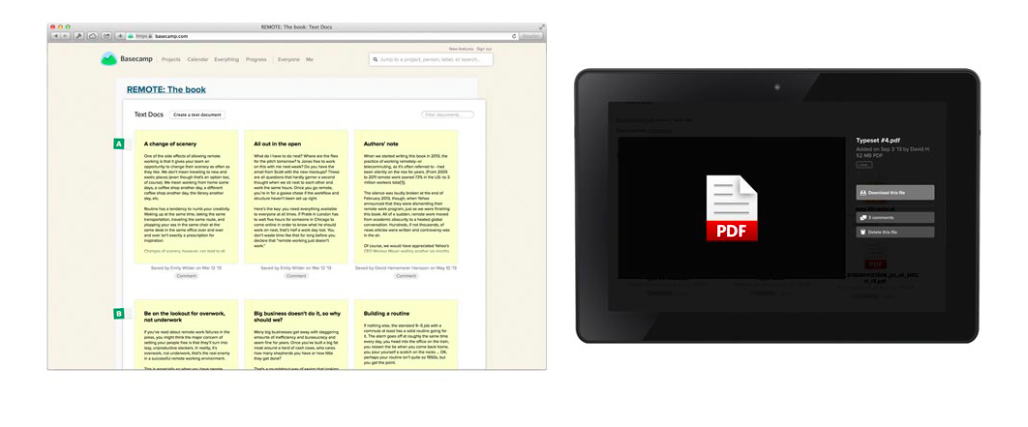 REMOTE: The book: Text Docs
basecamp.com
New features Sign out
Basecamp Projects Calendar Everything Progress Everyone Me
Jump to a project, person, label, or search...
REMOTE: The book
Text Docs Create a text document
Filter documents...
A
A change of scenery
One of the side effects of allowing remote
working is that it gives your team an
opportunity to change their scenery as often as
they like. We don't mean traveling to new and
exotic places (even though that's an option too,
of course). We mean working from home some
days, a coffee shop another day, a different
coffee shop another day, the library another
day, etc.
Routine has a tendency to numb your creativity.
Waking up at the same time, taking the same
transportation, traveling the same route, and
plopping your ass in the same chair at the
same desk in the same office over and over
and over isn't exactly a prescription for
inspiration.
Changes of scenery, however, can lead to all
Saved by Emily Wilder on Mar 12 '13
Comment
All out in the open
What do I have to do next? Where are the files
for the pitch tomorrow? Is Jones free to work
on this with me next week? Do you have the
email from Scott with the new mockups? These
are all questions that hardly garner a second
thought when we sit next to each other and
work the same hours. Once you go remote,
you're in for a goose chase if the workflow and
structure haven't been set up right.
Here's the key: you need everything available
to everyone at all times. If Pratik in London has
to wait five hours for someone in Chicago to
come online in order to know what he should
work on next, that's half a work day lost. You
don't waste time like that for long before you
declare that "remote working just doesn't
work."
Saved by Emily Wilder on Mar 12 '13
Comment
Authors' note
When we started writing this book in 2013, the
practice of working remotely–or
telecommuting, as it's often referred to–had
been silently on the rise for years. (From 2005
to 2011 remote work soared 73% in the US–to 3
million workers total[1]).
The silence was loudly broken at the end of
February 2013, though, when Yahoo
announced that they were dismantling their
remote work program, just as we were finishing
this book. All of a sudden, remote work moved
from academic obscurity to a heated global
conversation. Hundreds, if not thousands, of
news articles were written and controversy was
in the air.
Of course, we would have appreciated Yahoo's
CEO Marissa Mayer waiting another six months
Saved by David Heinemeier Hansson on May 10 '13
Comment
B
Be on the lookout for overwork,
not underwork
If you've read about remote work failures in the
press, you might think the major concern of
setting your people free is that they'll turn into
lazy, unproductive slackers. In reality, it's
overwork, not underwork, that's the real enemy
in a successful remote working environment.
This is especially so when you have people
Big business doesn't do it, so why
should we?
Many big businesses get away with staggering
amounts of inefficiency and bureaucracy and
seem fine for years. Once you've built a big fat
moat around a herd of cash cows, who cares
how many shepherds you have or how little
they get done?
That's a roundabout way of saying that looking
Building a routine
If nothing else, the standard 9–5 job with a
commute at least has a solid routine going for
it. The alarm goes off at roughly the same time
every day, you head into the office on the train,
you loosen the tie when you come back home,
you pour yourself a scotch on the rocks ... OK,
perhaps your routine isn't quite so 1950s, but
you get the point.
Typeset #4.pdf
Added on Sep 3 '13 by David H
52 MB PDF
Download this file
3 comments
Delete this file
PDF
PDF